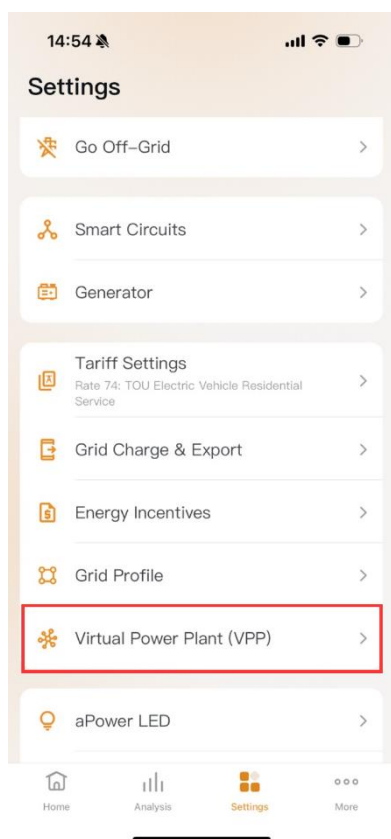 14:54
Settings
Go Off-Grid
Smart Circuits
Generator
Tariff Settings
Rate 74: TOU Electric Vehicle Residential
Service
Grid Charge & Export
Energy Incentives
Grid Profile
Virtual Power Plant (VPP)
aPower LED
Home Analysis Settings More